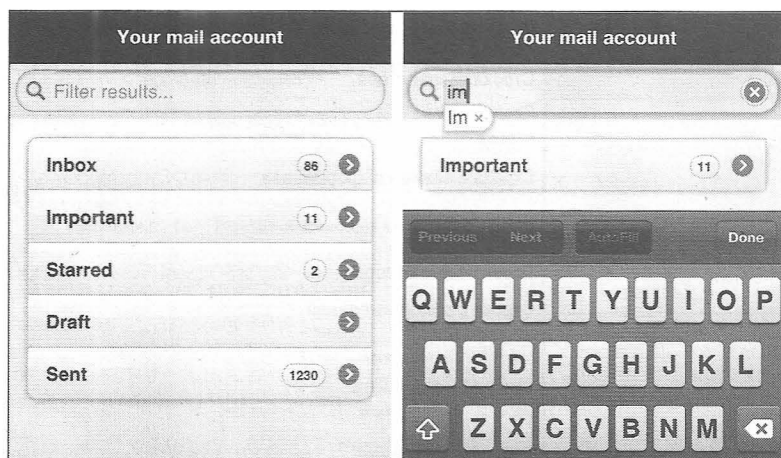 Your mail account
Filter results...
Inbox 86
Important 11
Starred 2
Draft
Sent 1230
Your mail account
im
Im ×
Important 11
Previous Next AutoFill Done
Q W E R T Y U I O P
A S D F G H J K L
Z X C V B N M